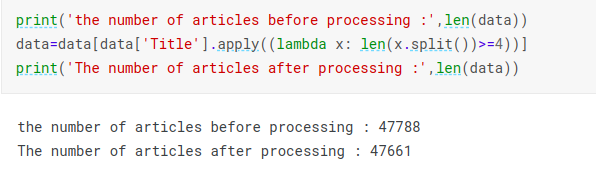 print('the number of articles before processing :',len(data))
data=data[data['Title'].apply((lambda x: len(x.split())>=4))]
print('The number of articles after processing :',len(data))
the number of articles before processing : 47788
The number of articles after processing : 47661